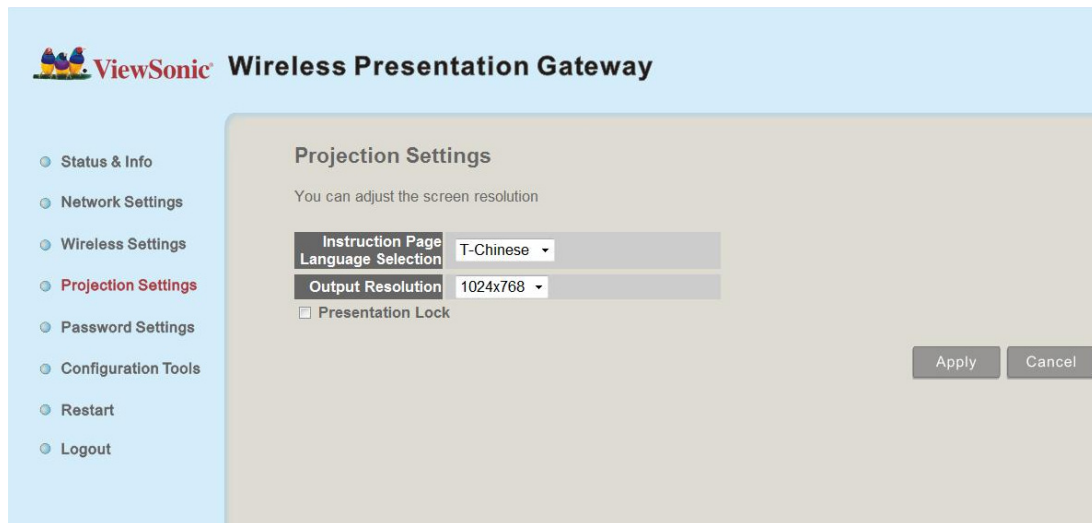 ViewSonic® Wireless Presentation Gateway
Status & Info
Network Settings
Wireless Settings
Projection Settings
Password Settings
Configuration Tools
Restart
Logout
Projection Settings
You can adjust the screen resolution
Instruction Page
Language Selection T-Chinese
Output Resolution 1024x768
Presentation Lock
Apply Cancel